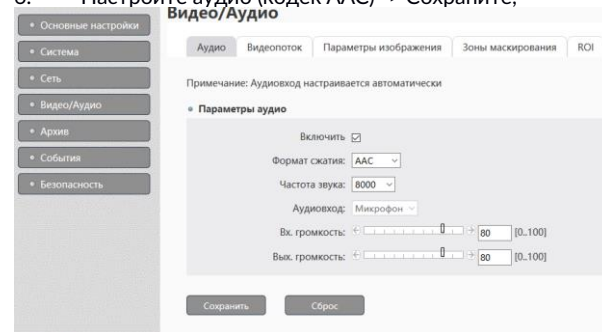 6. Настройте аудио (кодек AAC) -> Сохраните;
Видео/Аудио
• Основные настройки
• Система
• Сеть
• Видео/Аудио
• Архив
• События
• Безопасность
Аудио Видеопоток Параметры изображения Зоны маскирования ROI
Примечание: Аудиовход настраивается автоматически
• Параметры аудио
Включить
Формат сжатия: AAC
Частота звука: 8000
Аудиовход: Микрофон
Вх. громкость: 80 [0..100]
Вых. громкость: 80 [0..100]
Сохранить Сброс